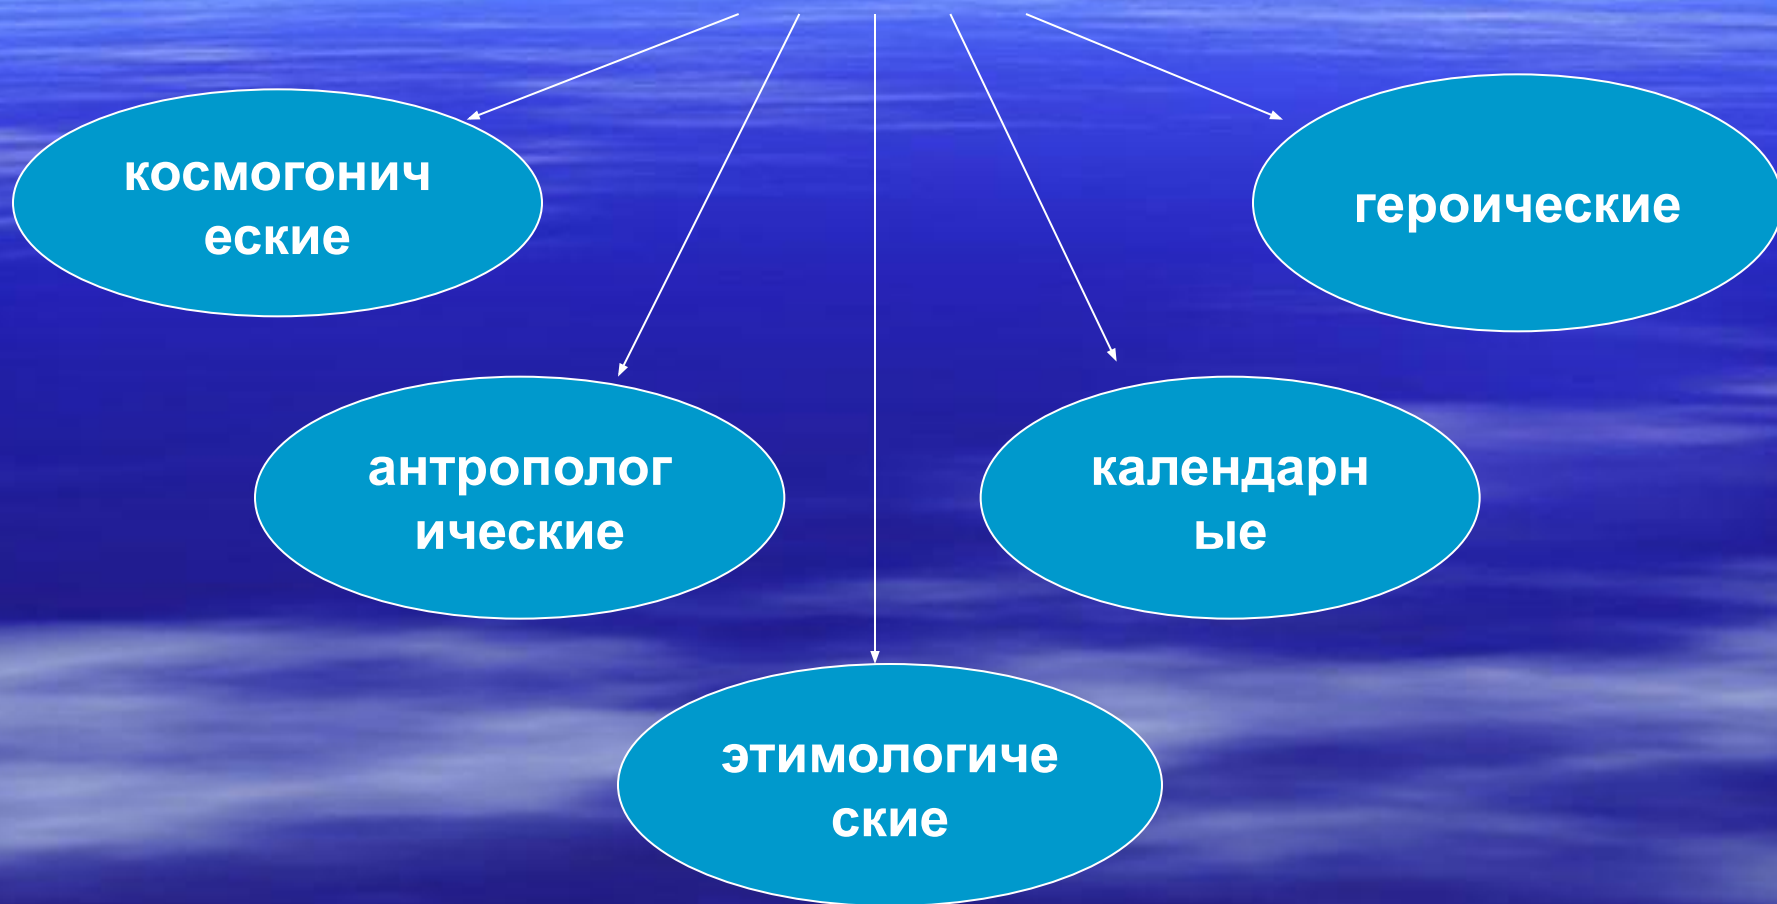 космогонич
еские
героические
антрополог
ические
календарн
ые
этимологиче
ские